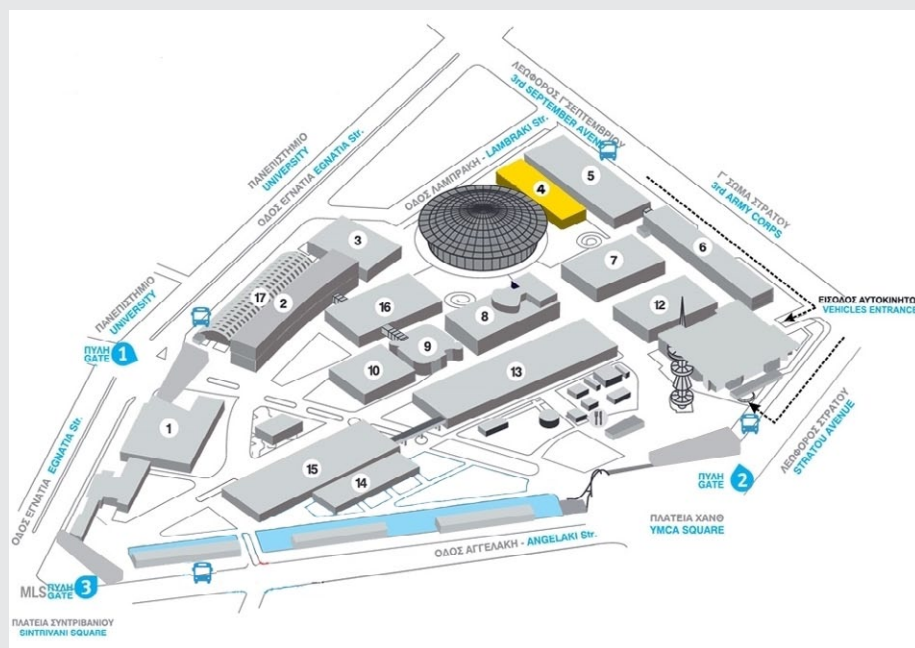 ΛΕΩΦΟΡΟΣ Γ' ΣΕΠΤΕΜΒΡΙΟΥ
3rd SEPTEMBER AVENUE
ΠΑΝΕΠΙΣΤΗΜΙΟ
UNIVERSITY
ΟΔΟΣ ΕΓΝΑΤΙΑ EGNATIA Str.
ΟΔΟΣ ΛΑΜΠΡΑΚΗ - LAMBRAKI Str.
Γ' ΣΩΜΑ ΣΤΡΑΤΟΥ
3rd ARMY CORPS
4
5
3
6
7
17
2
16
8
12
ΕΙΣΟΔΟΣ ΑΥΤΟΚΙΝΗΤΩΝ
VEHICLES ENTRANCE
ΠΑΝΕΠΙΣΤΗΜΙΟ
UNIVERSITY
ΠΥΛΗ
GATE 1
9
10
13
1
15
14
ΛΕΩΦΟΡΟΣ ΣΤΡΑΤΟΥ
STRATOU AVENUE
ΠΥΛΗ
GATE 2
ΟΔΟΣ ΕΓΝΑΤΙΑ EGNATIA Str.
ΠΛΑΤΕΙΑ ΧΑΝΘ
YMCA SQUARE
ΟΔΟΣ ΑΓΓΕΛΑΚΗ - ANGELAKI Str.
MLS ΠΥΛΗ
GATE 3
ΠΛΑΤΕΙΑ ΣΥΝΤΡΙΒΑΝΙΟΥ
SINTRIVANI SQUARE